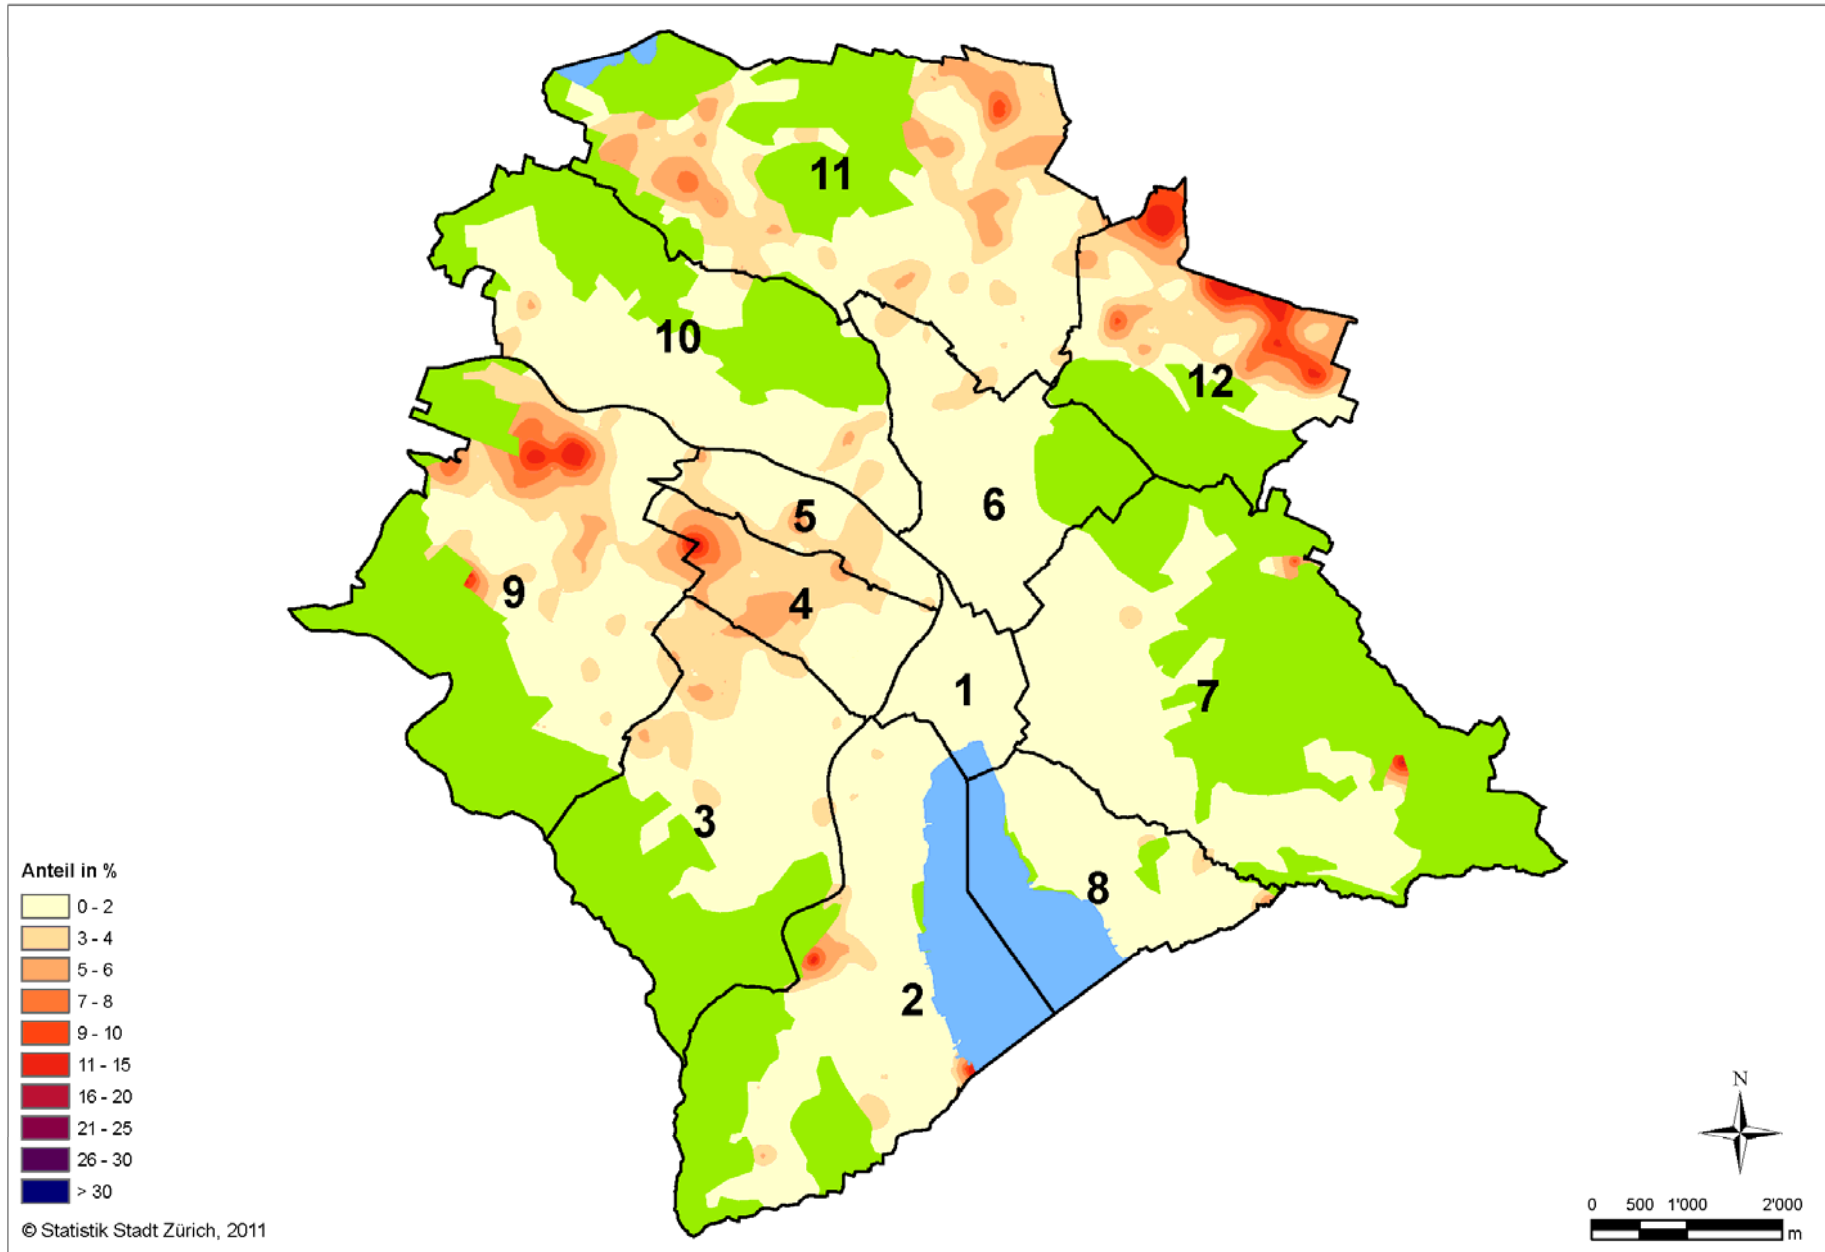 11
10
12
6
5
9
4
1
7
3
8
2
Anteil in %
0 - 2
3 - 4
5 - 6
7 - 8
9 - 10
11 - 15
16 - 20
21 - 25
26 - 30
> 30
© Statistik Stadt Zürich, 2011
N
0 500 1'000 2'000
m